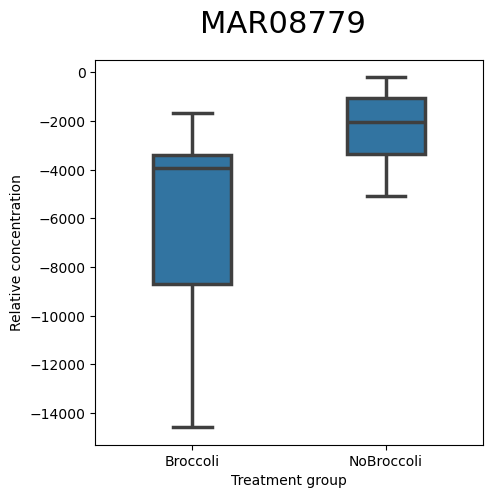 MAR08779
0
−2000
−4000
−6000
−8000
−10000
−12000
−14000
Relative concentration
Broccoli
NoBroccoli
Treatment group